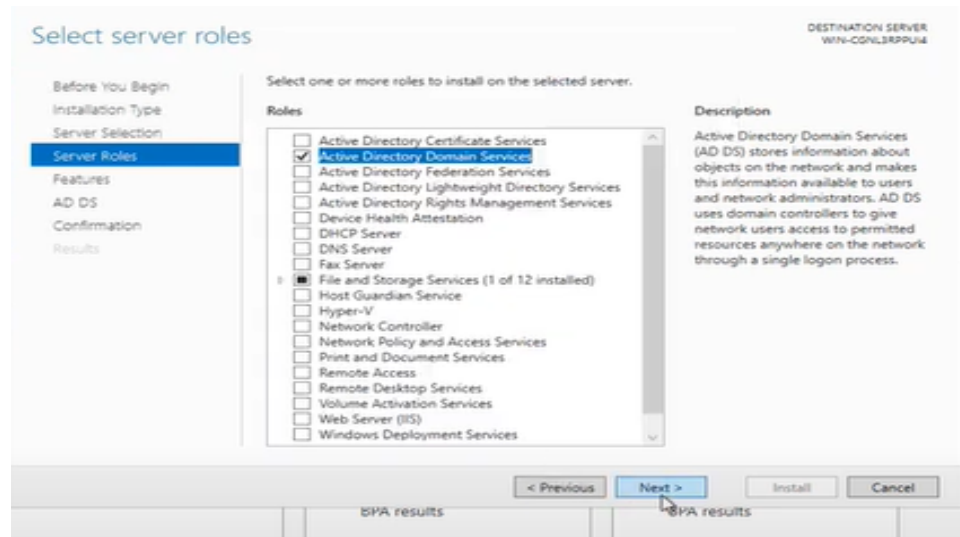 Select server roles
DESTINATION SERVER
WIN-CGNL3RPPUI4
Before You Begin
Installation Type
Server Selection
Server Roles
Features
AD DS
Confirmation
Results
Select one or more roles to install on the selected server.
Roles
Active Directory Certificate Services
Active Directory Domain Services
Active Directory Federation Services
Active Directory Lightweight Directory Services
Active Directory Rights Management Services
Device Health Attestation
DHCP Server
DNS Server
Fax Server
File and Storage Services (1 of 12 installed)
Host Guardian Service
Hyper-V
Network Controller
Network Policy and Access Services
Print and Document Services
Remote Access
Remote Desktop Services
Volume Activation Services
Web Server (IIS)
Windows Deployment Services
Description
Active Directory Domain Services
(AD DS) stores information about
objects on the network and makes
this information available to users
and network administrators. AD DS
uses domain controllers to give
network users access to permitted
resources anywhere on the network
through a single logon process.
< Previous
Next >
Install
Cancel
BPA results
BPA results